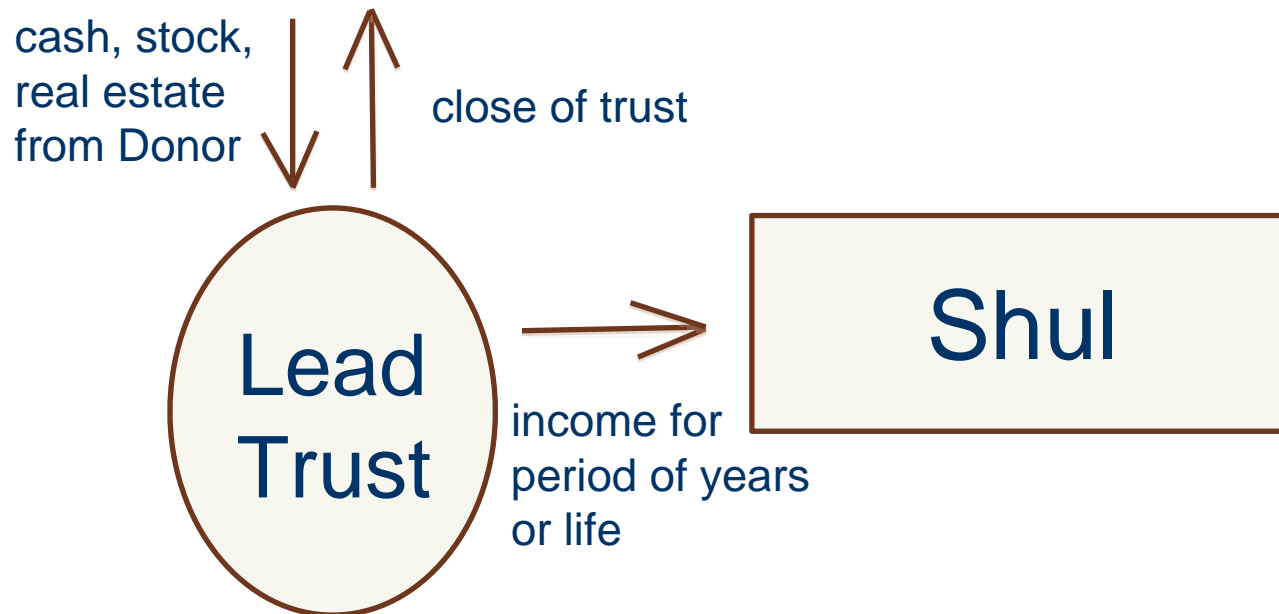 cash, stock,
real estate
from Donor
close of trust
Lead
Trust
income for
period of years
or life
Shul